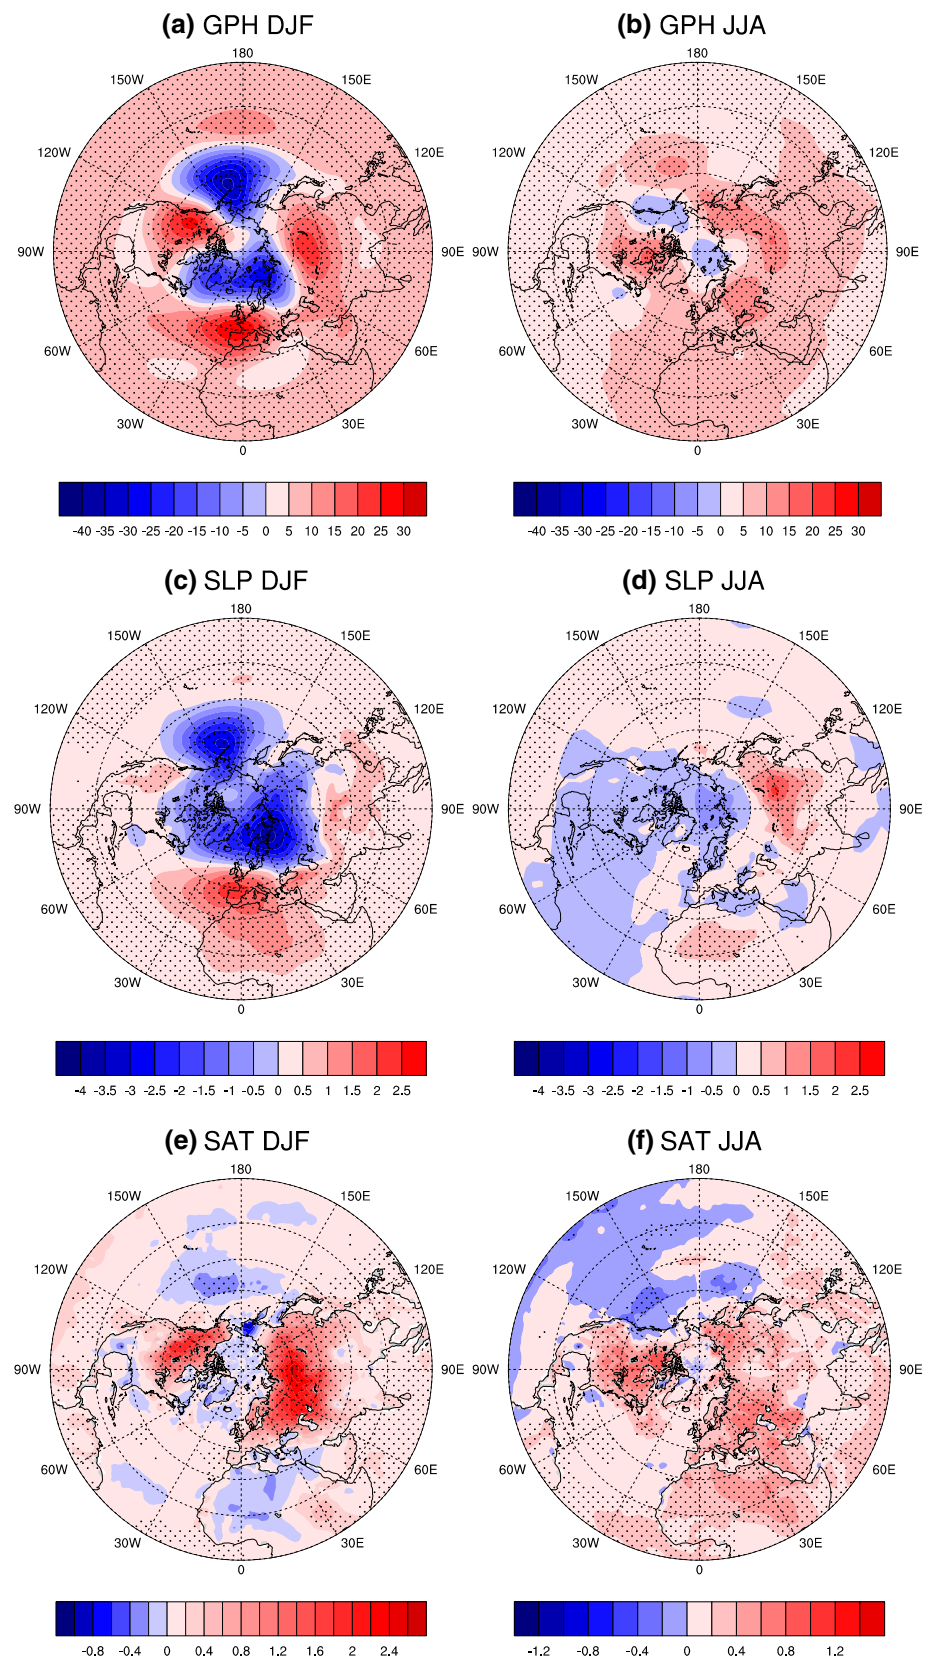 (a) GPH DJF
(b) GPH JJA
180
180
150W
150E
150W
150E
120W
120E
120W
120E
90W
90E
90W
90E
60W
60E
60W
60E
30W
30E
30W
30E
0
0
-40 -35 -30 -25 -20 -15 -10 -5 0 5 10 15 20 25 30
-40 -35 -30 -25 -20 -15 -10 -5 0 5 10 15 20 25 30
(c) SLP DJF
(d) SLP JJA
180
180
150W
150E
150W
150E
120W
120E
120W
120E
90W
90E
90W
90E
60W
60E
60W
60E
30W
30E
30W
30E
0
0
-4 -3.5 -3 -2.5 -2 -1.5 -1 -0.5 0 0.5 1 1.5 2 2.5
-4 -3.5 -3 -2.5 -2 -1.5 -1 -0.5 0 0.5 1 1.5 2 2.5
(e) SAT DJF
(f) SAT JJA
180
180
150W
150E
150W
150E
120W
120E
120W
120E
90W
90E
90W
90E
60W
60E
60W
60E
30W
30E
30W
30E
0
0
-0.8 -0.4 0 0.4 0.8 1.2 1.6 2 2.4
-1.2 -0.8 -0.4 0 0.4 0.8 1.2